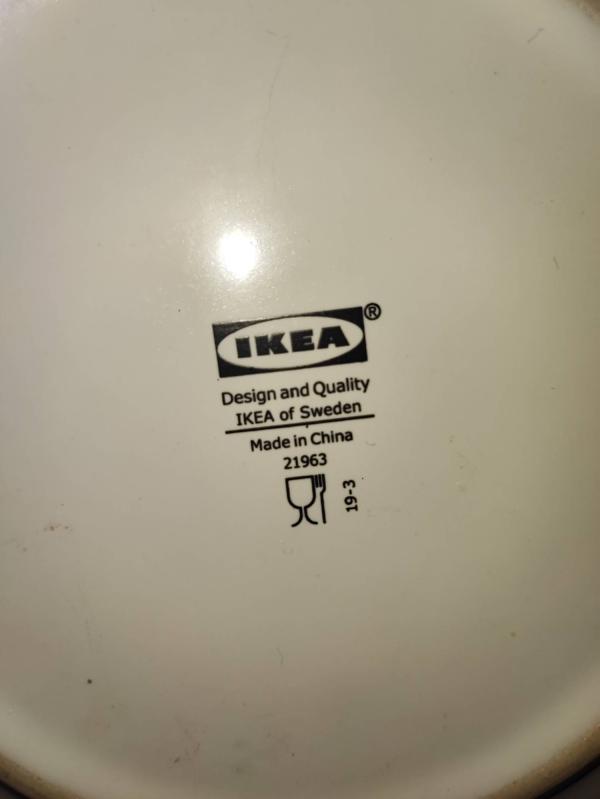 IKEA®
Design and Quality
IKEA of Sweden
Made in China
21963
19-3